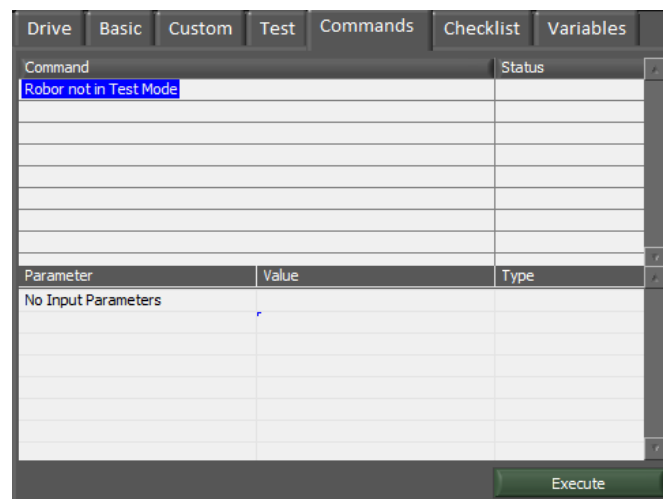 Drive Basic Custom Test Commands Checklist Variables
Command Status
Robor not in Test Mode
Parameter Value Type
No Input Parameters
Execute